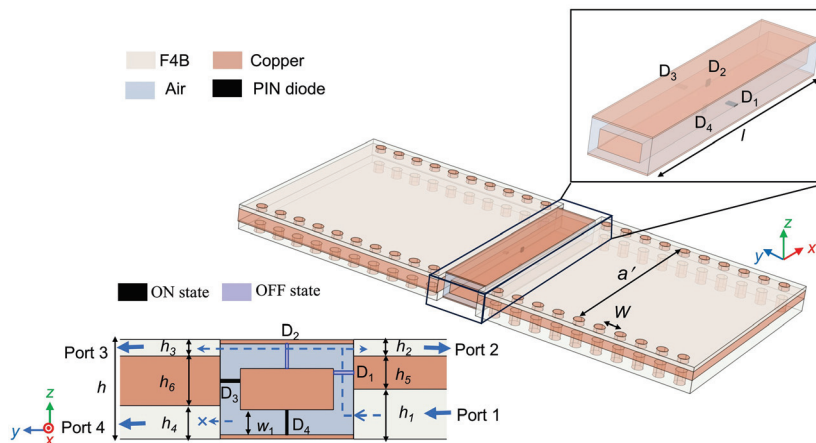 F4B Copper
Air PIN diode
D3 D2
D1
D4
l
z
y x
a′
W
ON state OFF state
D2
Port 3 h3 h2 Port 2
h h6 D1 h5
D3
z Port 4 h4 w1 D4 h1 Port 1
y x